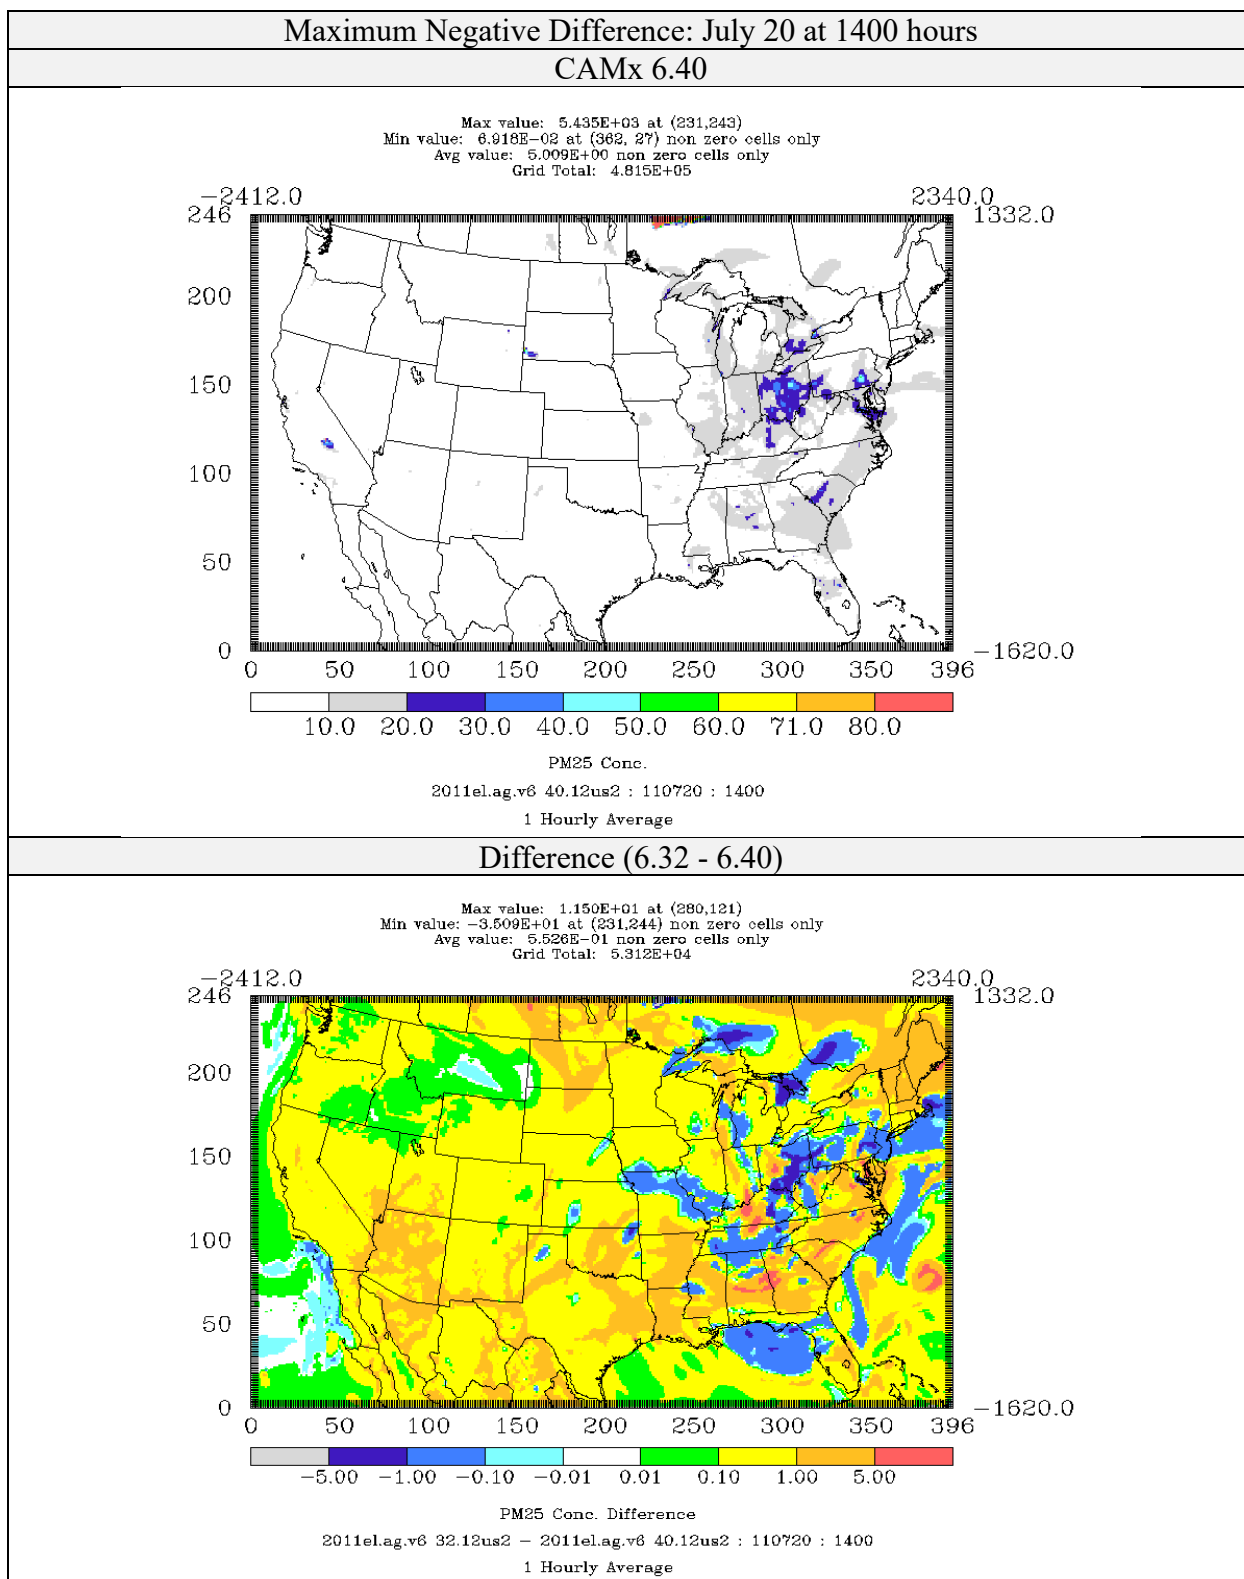 Maximum Negative Difference: July 20 at 1400 hours
CAMx 6.40
Max value: 5.435E+03 at (231,243)
Min value: 6.918E-02 at (362, 27) non zero cells only
Avg value: 5.009E+00 non zero cells only
Grid Total: 4.815E+05
-2412.0 2340.0
246 1332.0
200
150
100
50
0 -1620.0
0 50 100 150 200 250 300 350 396
10.0 20.0 30.0 40.0 50.0 60.0 71.0 80.0
PM25 Conc.
2011el.ag.v6 40.12us2 : 110720 : 1400
1 Hourly Average
Difference (6.32 - 6.40)
Max value: 1.150E+01 at (280,121)
Min value: -3.509E+01 at (231,244) non zero cells only
Avg value: 5.526E-01 non zero cells only
Grid Total: 5.312E+04
-2412.0 2340.0
246 1332.0
200
150
100
50
0 -1620.0
0 50 100 150 200 250 300 350 396
-5.00 -1.00 -0.10 -0.01 0.01 0.10 1.00 5.00
PM25 Conc. Difference
2011el.ag.v6 32.12us2 - 2011el.ag.v6 40.12us2 : 110720 : 1400
1 Hourly Average